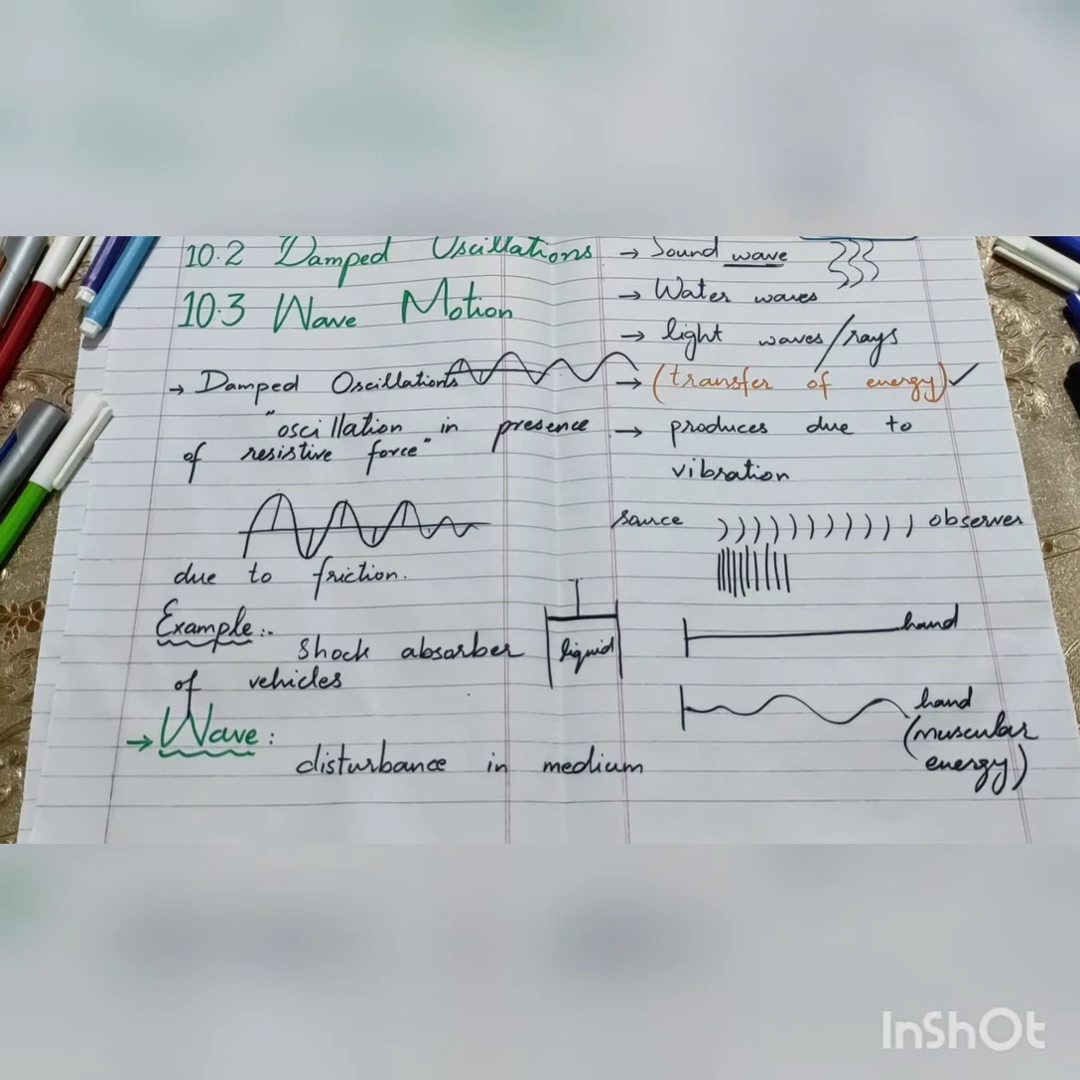 10.2 Damped Oscillations
10.3 Wave Motion
→ Damped Oscillations
"oscillation in presence
of resistive force"
due to friction.
Example:-
Shock absorber
of vehicles
liquid
→ Wave:
disturbance in medium
→ Sound wave
→ Water waves
→ light waves/rays
→ (transfer of energy) ✓
→ produces due to
vibration
source ))))))))))) observer
hand
hand
(muscular
energy)
InShOt